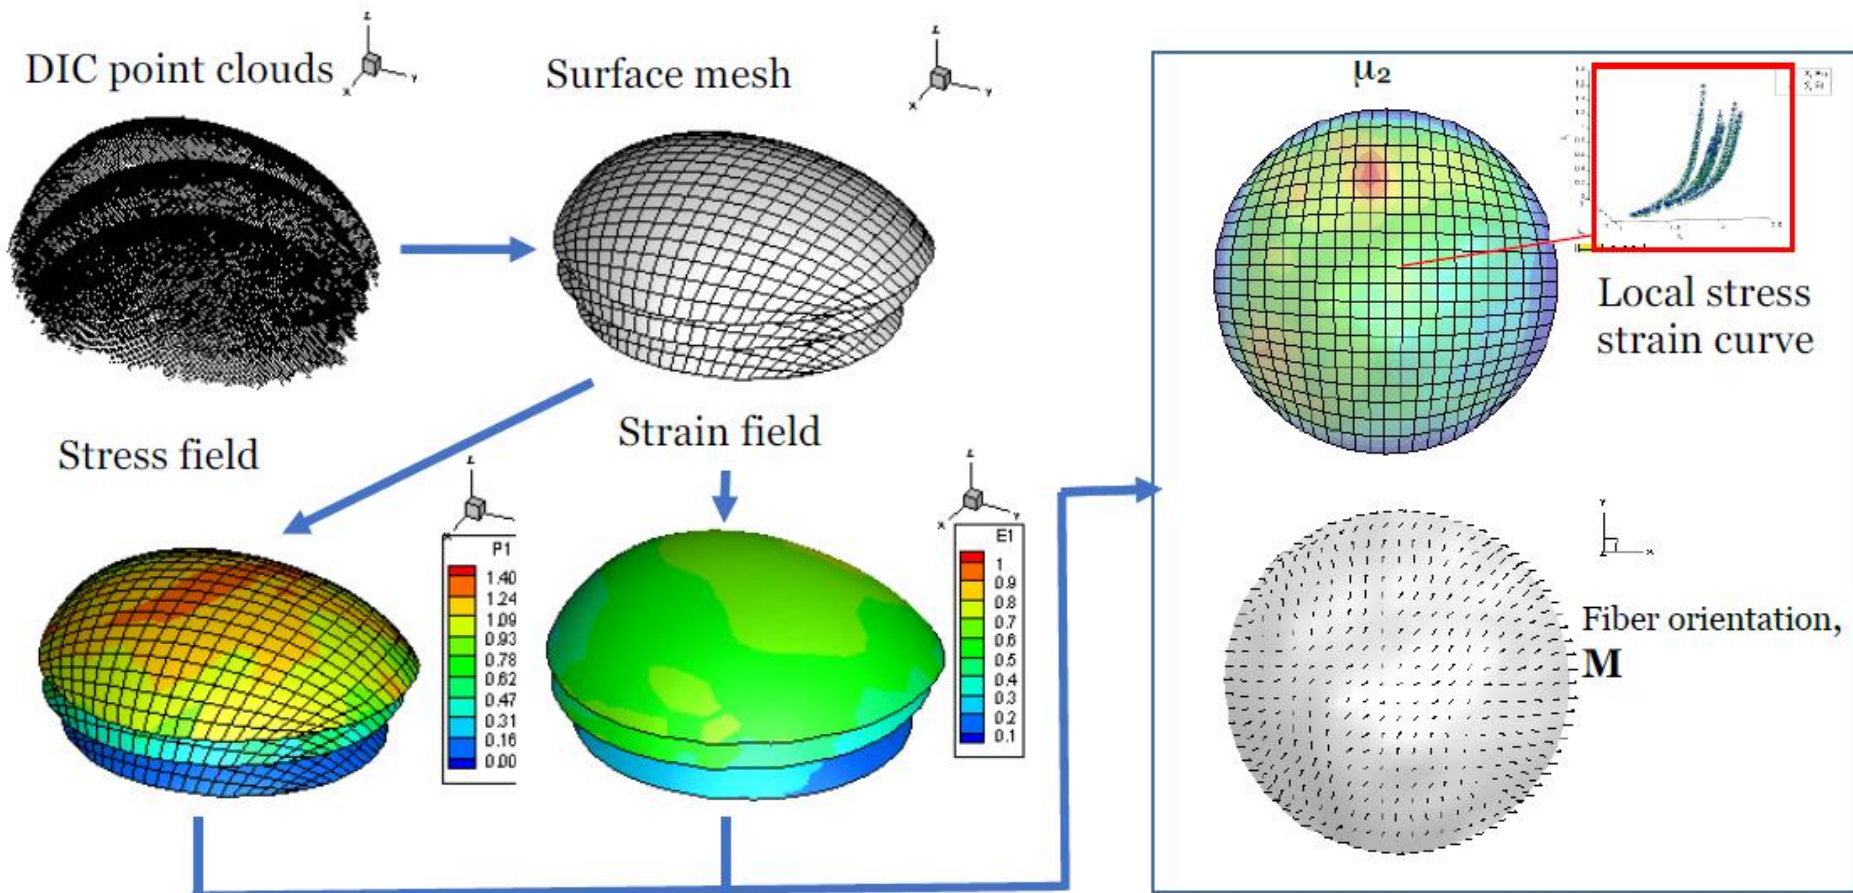 DIC point clouds
Z
Y
X
Surface mesh
Z
Y
X
μ₂
Local stress
strain curve
Stress field
Strain field
Z
X
P1
1.40
1.24
1.09
0.93
0.78
0.62
0.47
0.31
0.16
0.00
Z
Y
X
E1
1
0.9
0.8
0.7
0.6
0.5
0.4
0.3
0.2
0.1
Y
Z
X
Fiber orientation,
M